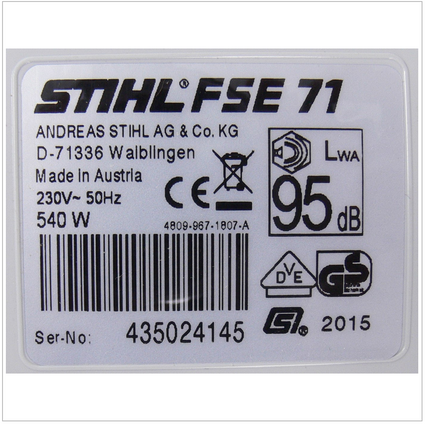 STIHL® FSE 71
ANDREAS STIHL AG & Co. KG
D-71336 Waiblingen
Made in Austria
230V~ 50Hz
540 W
CE
4809-967-1807-A
LWA
95 dB
DVE
GS
Ser-No: 435024145
® 2015